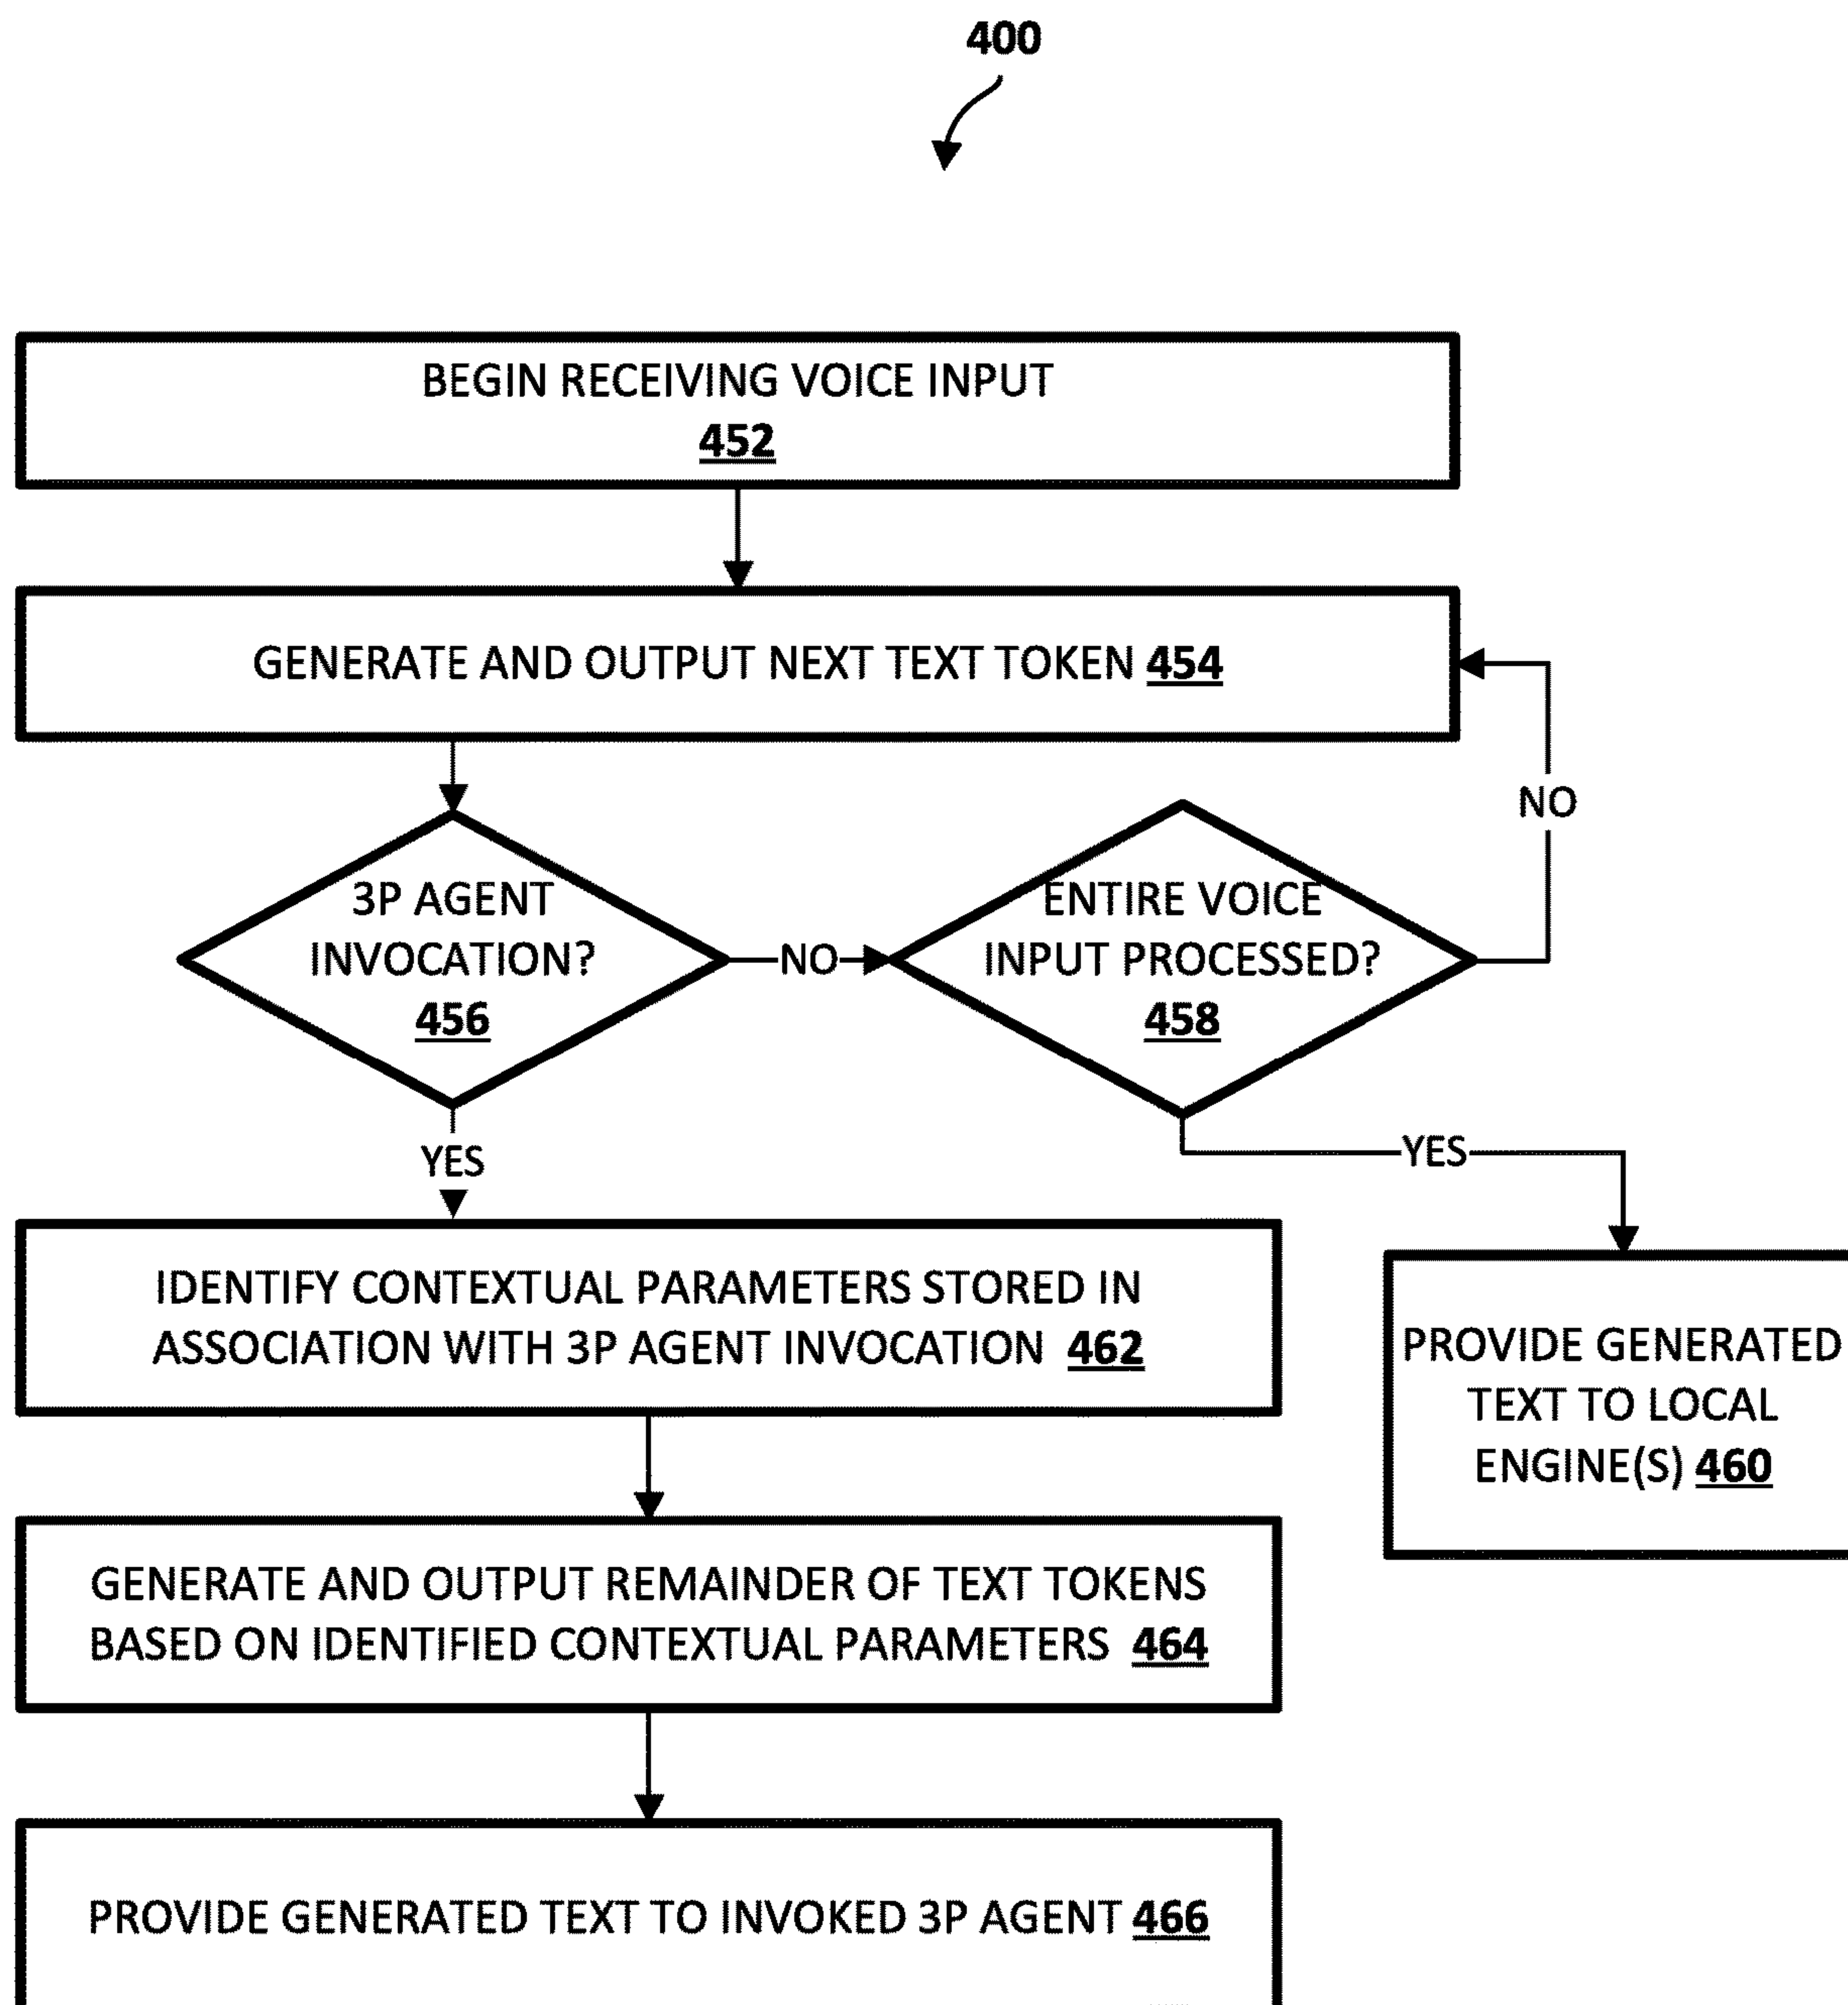 400
BEGIN RECEIVING VOICE INPUT
452
GENERATE AND OUTPUT NEXT TEXT TOKEN 454
NO
3P AGENT
INVOCATION?
456
NO
ENTIRE VOICE
INPUT PROCESSED?
458
YES
YES
IDENTIFY CONTEXTUAL PARAMETERS STORED IN
ASSOCIATION WITH 3P AGENT INVOCATION 462
PROVIDE GENERATED
TEXT TO LOCAL
ENGINE(S) 460
GENERATE AND OUTPUT REMAINDER OF TEXT TOKENS
BASED ON IDENTIFIED CONTEXTUAL PARAMETERS 464
PROVIDE GENERATED TEXT TO INVOKED 3P AGENT 466